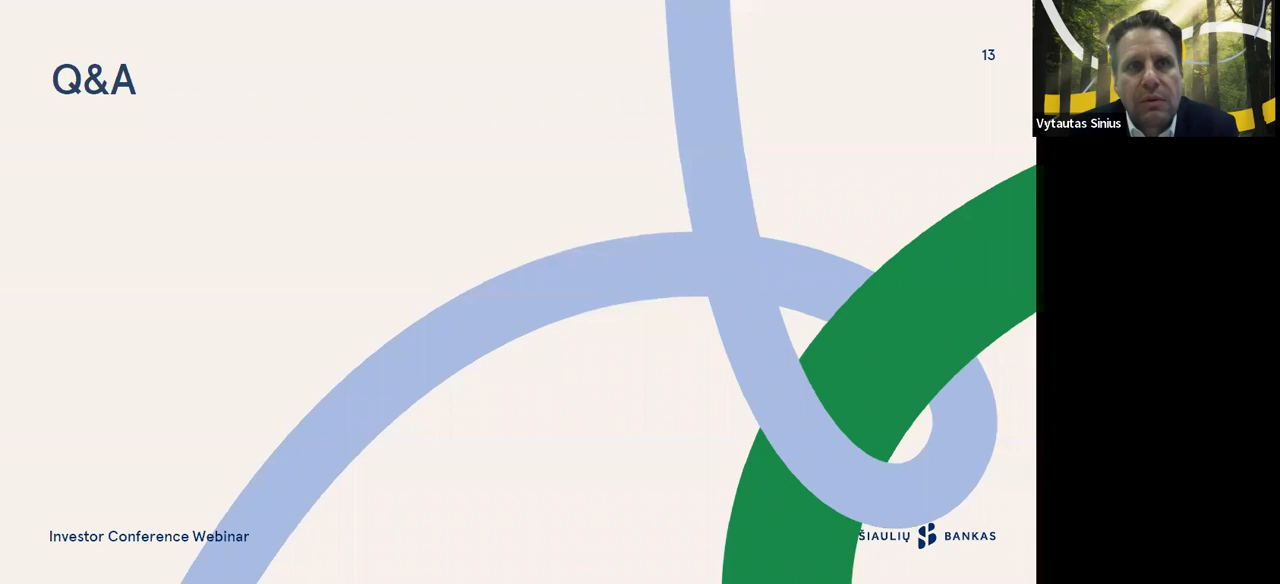 Q&A
13
Vytautas Sinius
Investor Conference Webinar
ŠIAULIŲ BANKAS